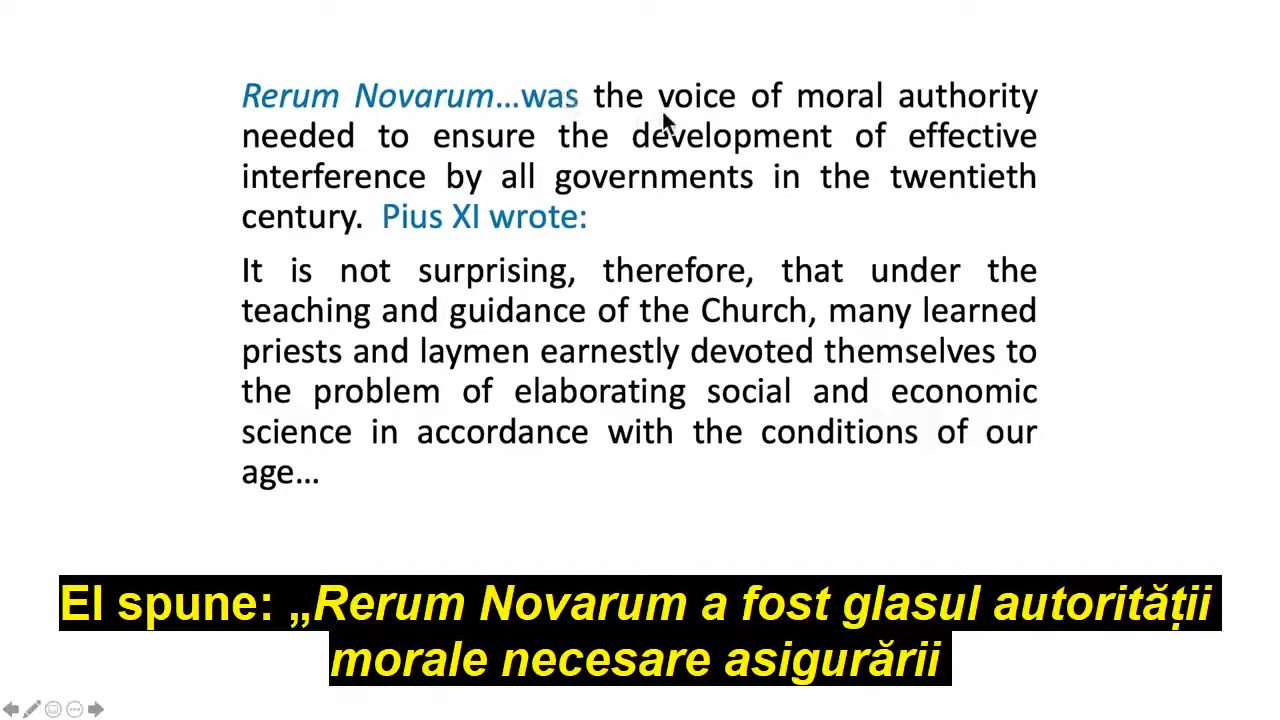 Rerum Novarum…was the voice of moral authority
needed to ensure the development of effective
interference by all governments in the twentieth
century. Pius XI wrote:
It is not surprising, therefore, that under the
teaching and guidance of the Church, many learned
priests and laymen earnestly devoted themselves to
the problem of elaborating social and economic
science in accordance with the conditions of our
age…
El spune: „Rerum Novarum a fost glasul autorității
morale necesare asigurării